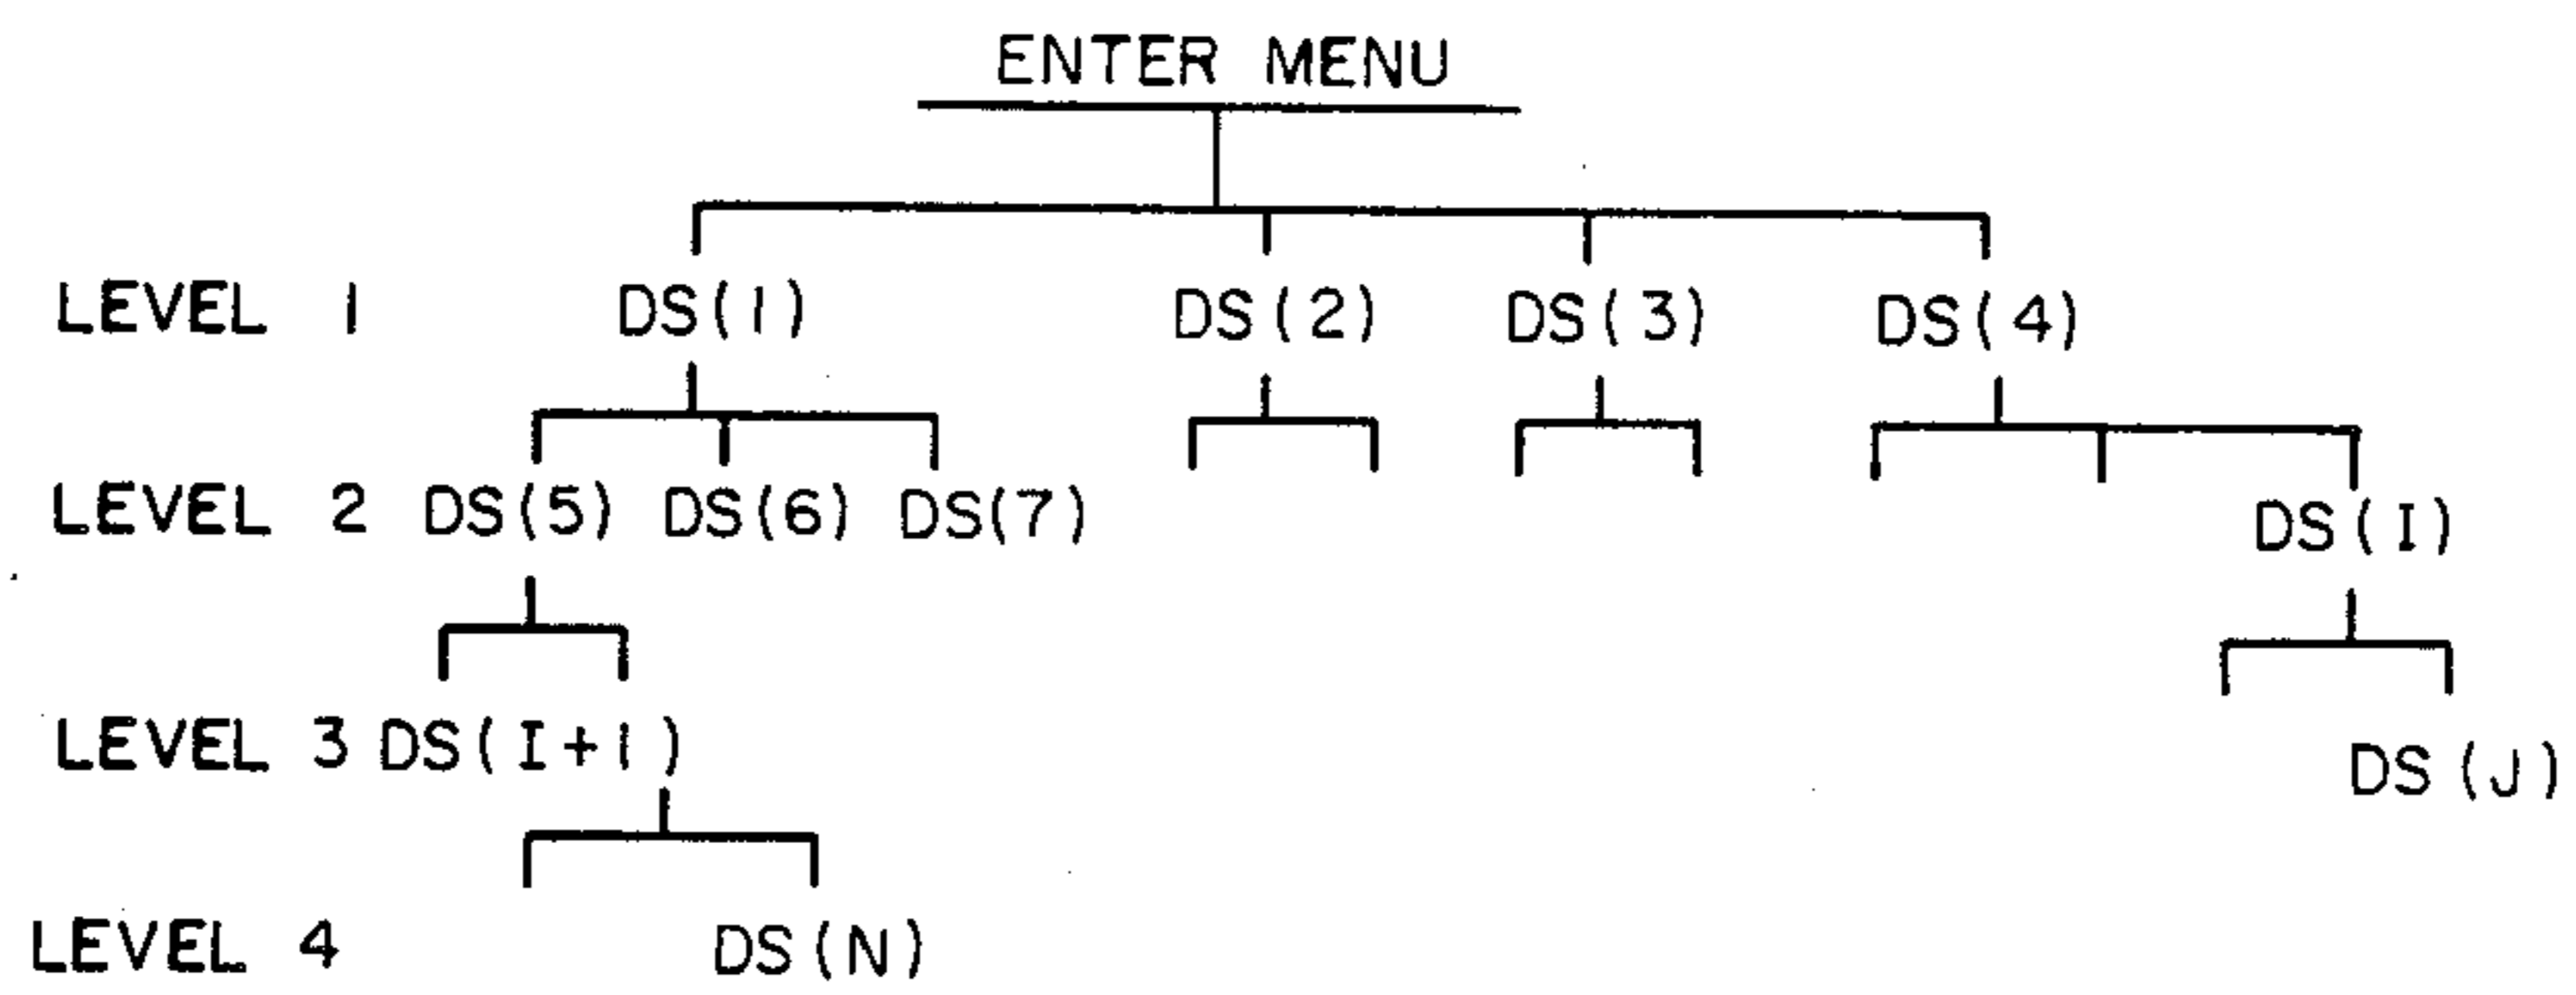 ENTER MENU
LEVEL 1 DS(1) DS(2) DS(3) DS(4)
LEVEL 2 DS(5) DS(6) DS(7) DS(I)
LEVEL 3 DS(I+1) DS(J)
LEVEL 4 DS(N)